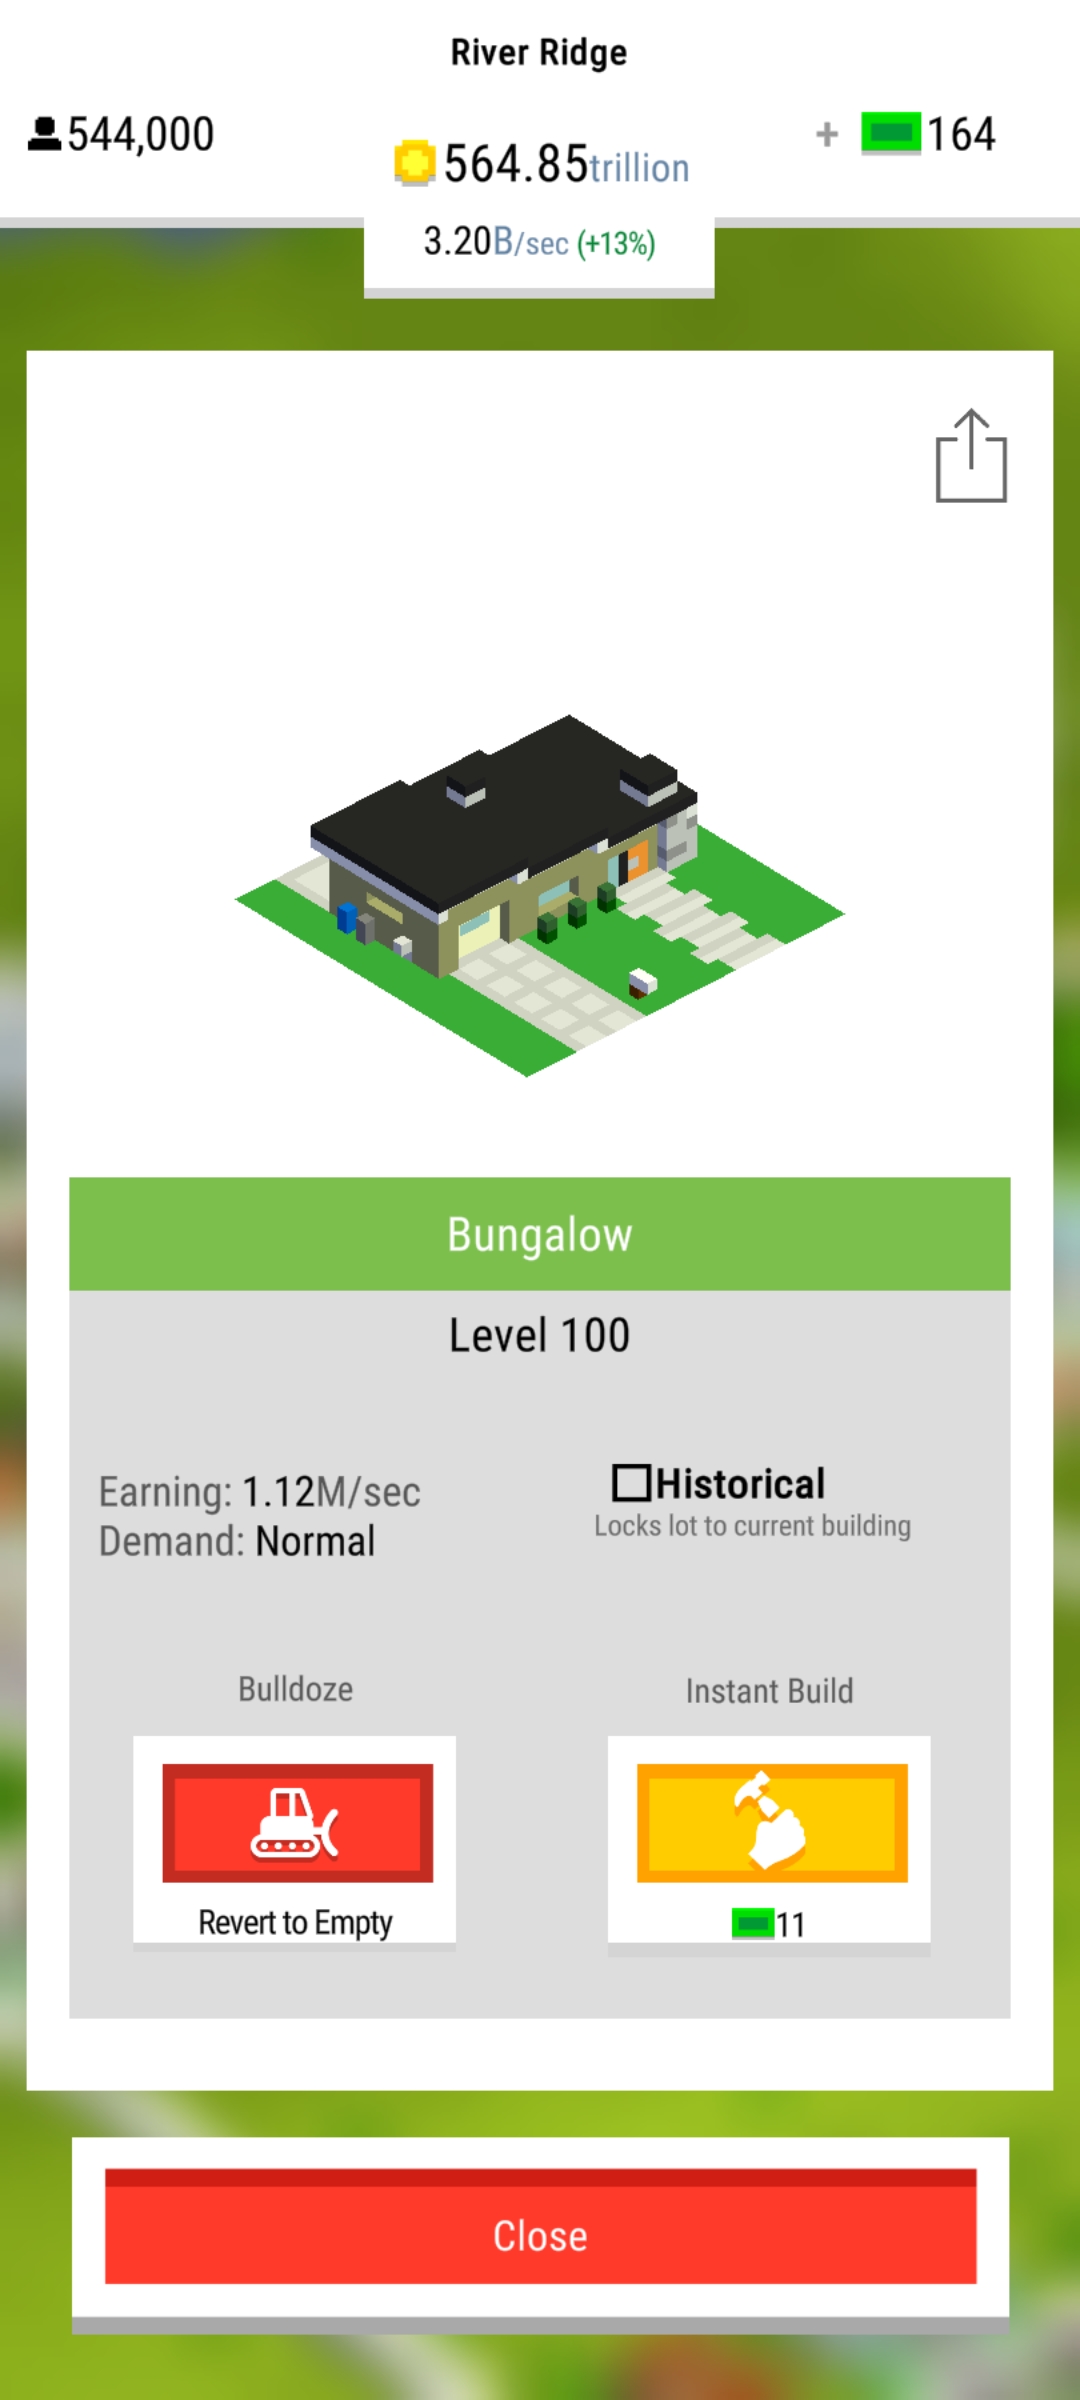 River Ridge
544,000
564.85trillion
+ 164
3.20B/sec (+13%)
Bungalow
Level 100
Earning: 1.12M/sec
Demand: Normal
Historical
Locks lot to current building
Bulldoze
Revert to Empty
Instant Build
11
Close